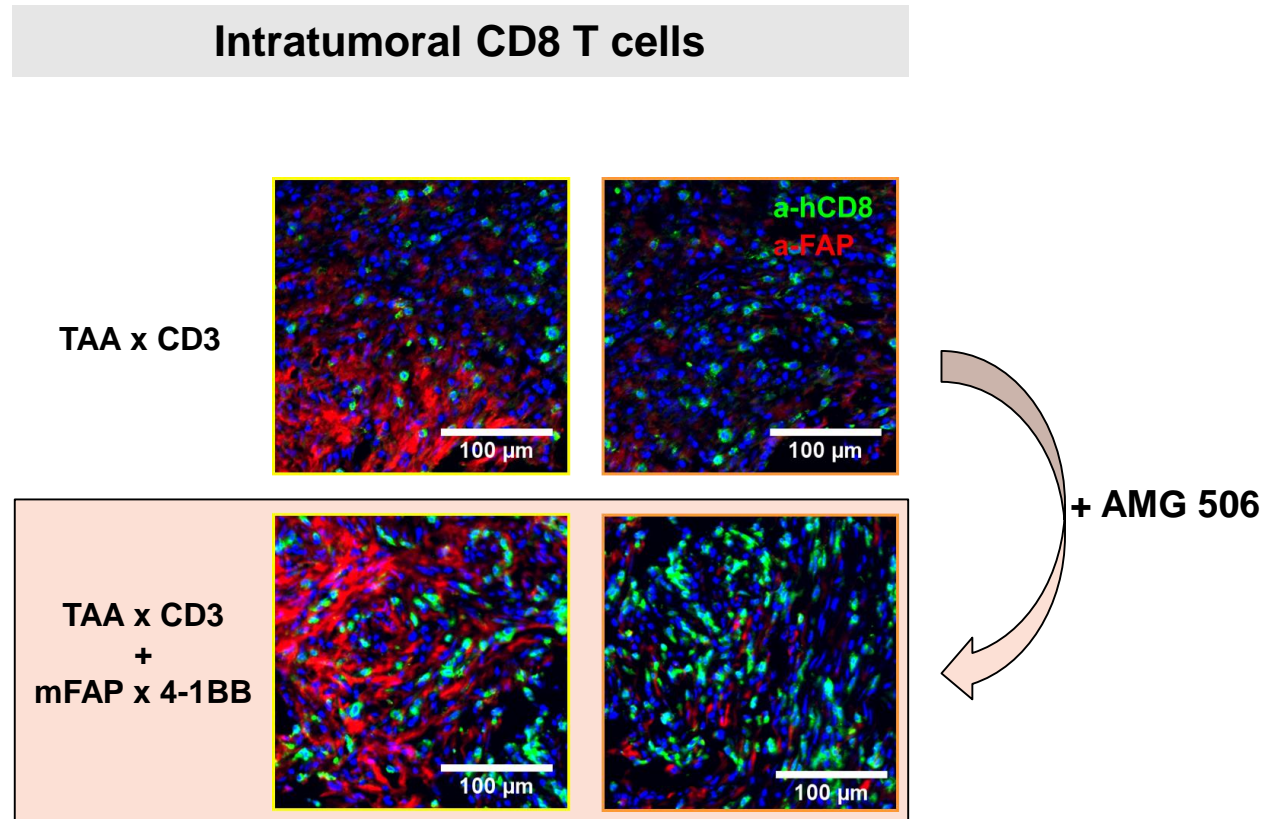 Intratumoral CD8 T cells
a-hCD8
a-FAP
TAA x CD3
100 µm
100 µm
+ AMG 506
TAA x CD3
+
mFAP x 4-1BB
100 µm
100 µm